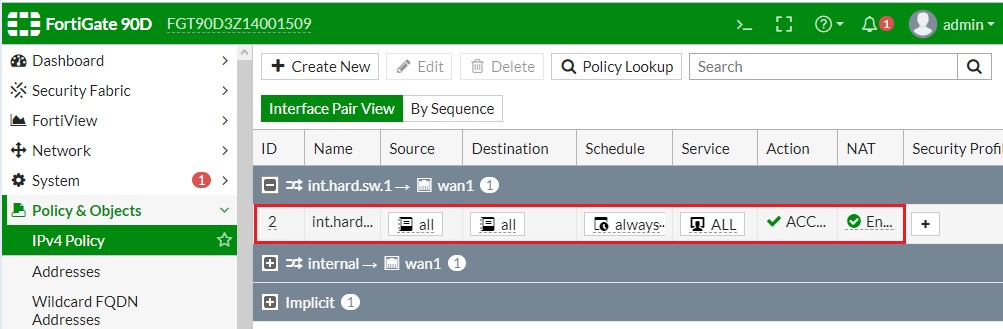 FortiGate 90D FGT90D3Z14001509 >_ 1 admin
Dashboard
Security Fabric
FortiView
Network
System 1
Policy & Objects
IPv4 Policy
Addresses
Wildcard FQDN
Addresses
Create New Edit Delete Policy Lookup Search
Interface Pair View By Sequence
ID Name Source Destination Schedule Service Action NAT Security Profil
int.hard.sw.1 → wan1 1
2 int.hard... all all always.. ALL ACC... En...
internal → wan1 1
Implicit 1